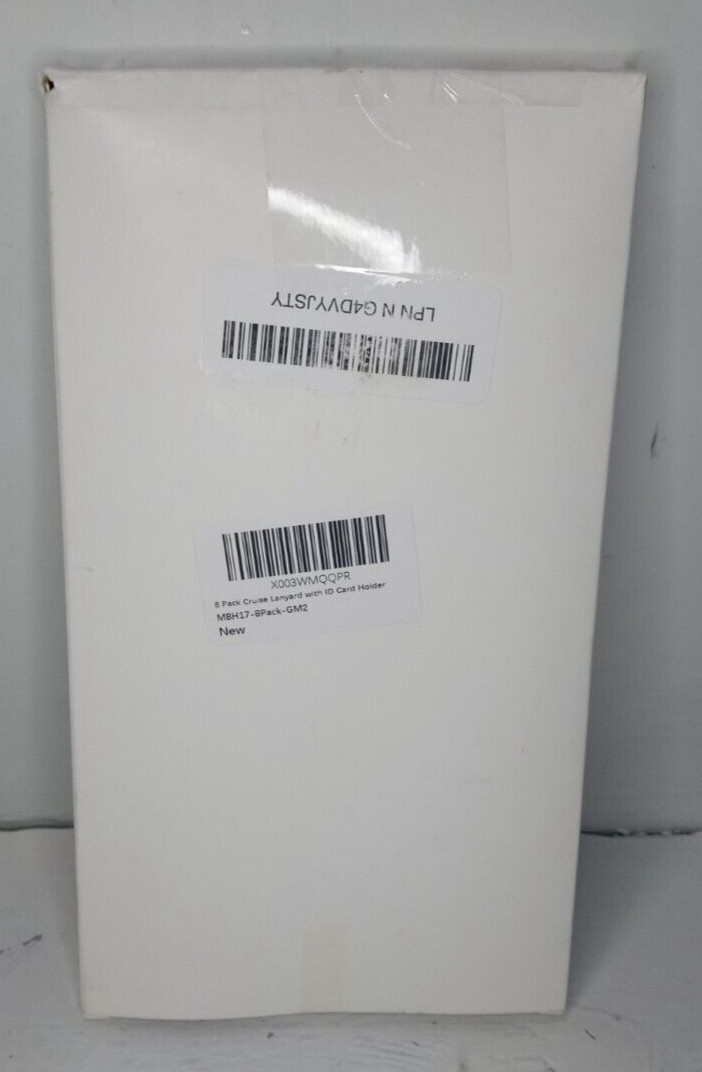 LPN N G4DVYJSTY
X003WMQQPR
8 Pack Cruise Lanyard with ID Card Holder
MBH17-8Pack-GM2
New